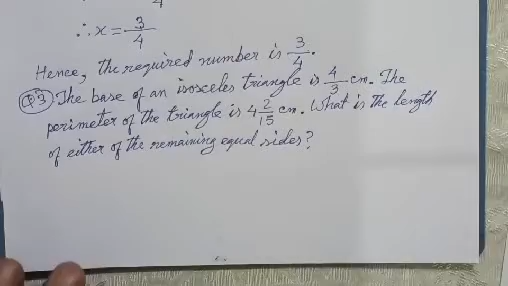 4
∴ x = 3/4
Hence, the required number is 3/4.
Q3 The base of an isosceles triangle is 4/3 cm. The
perimeter of the triangle is 4 2/15 cm. What is the length
of either of the remaining equal sides?